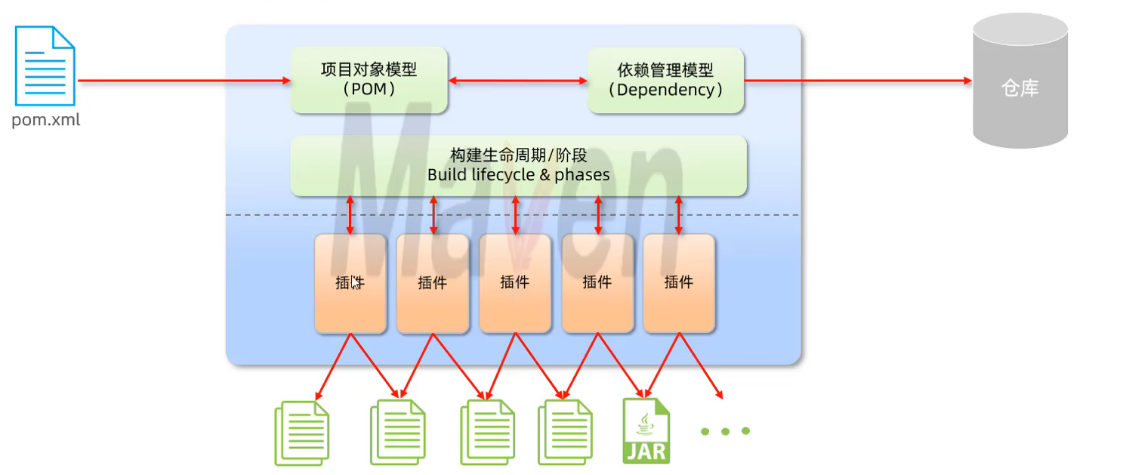 pom.xml
项目对象模型
（POM）
依赖管理模型
（Dependency）
仓库
构建生命周期/阶段
Build lifecycle & phases
Maven
插件
插件
插件
插件
插件
JAR